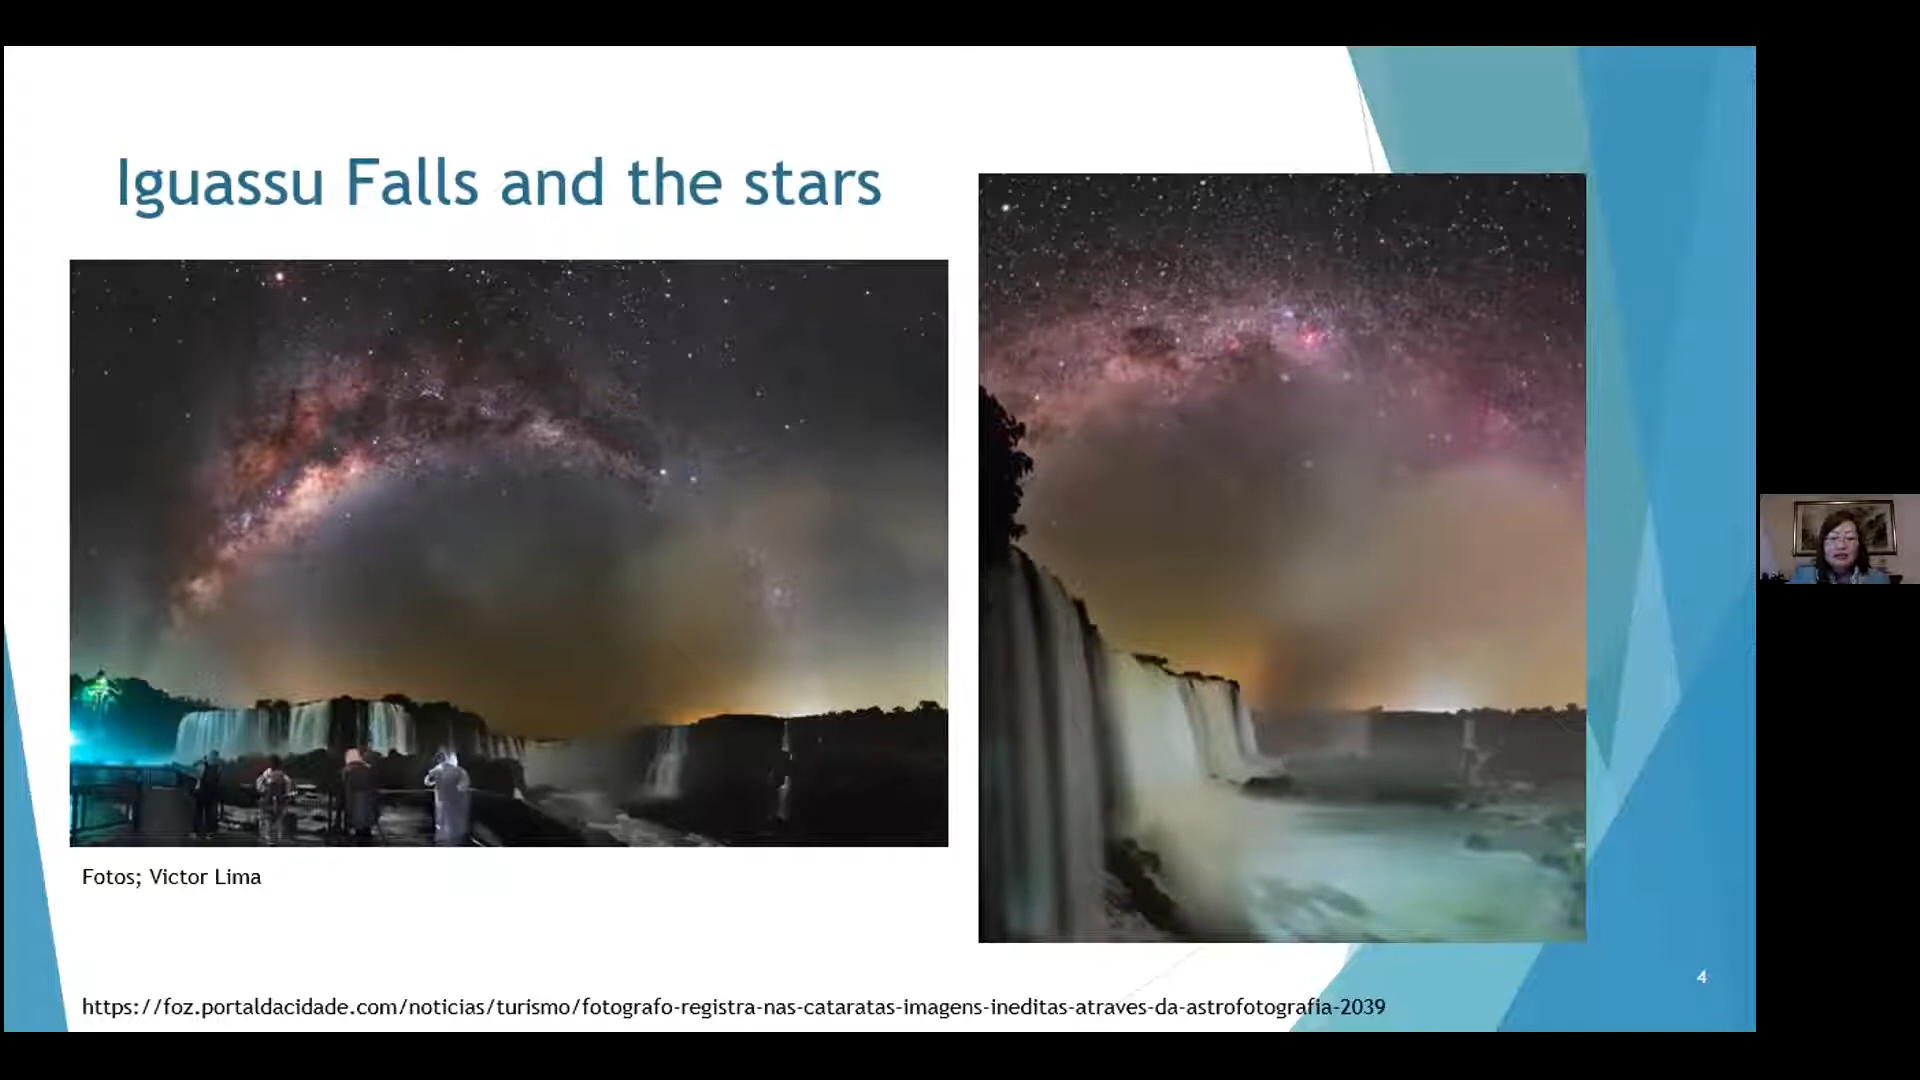 Iguassu Falls and the stars
Fotos; Victor Lima
4
https://foz.portaldacidade.com/noticias/turismo/fotografo-registra-nas-cataratas-imagens-ineditas-atraves-da-astrofotografia-2039